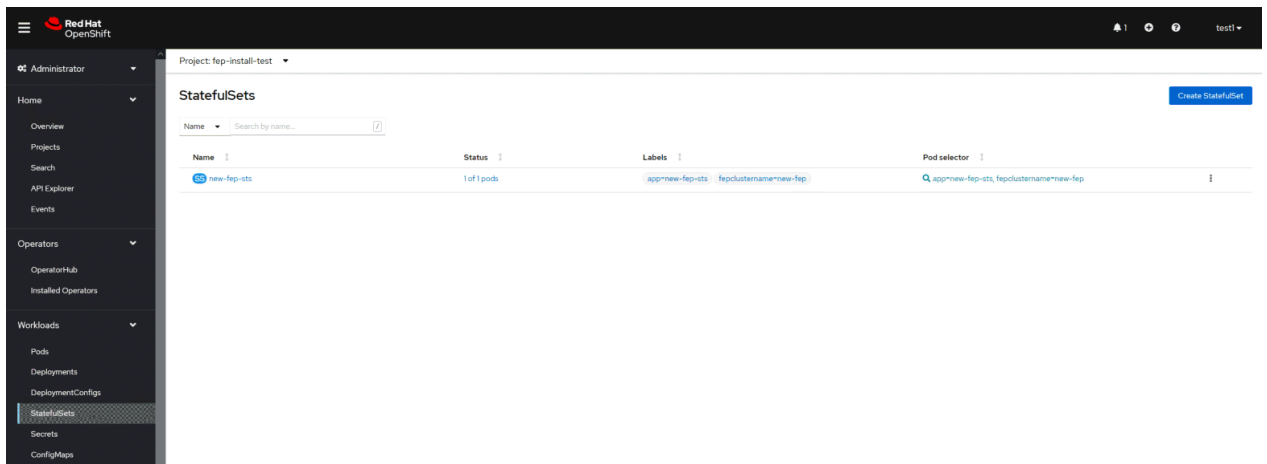 Red Hat
OpenShift
1
test1
Administrator
Project: fep-install-test
Home
Overview
Projects
Search
API Explorer
Events
Operators
OperatorHub
Installed Operators
Workloads
Pods
Deployments
DeploymentConfigs
StatefulSets
Secrets
ConfigMaps
StatefulSets
Create StatefulSet
Name Search by name... /
Name Status Labels Pod selector
SS new-fep-sts 1 of 1 pods app=new-fep-sts fepclustername=new-fep app=new-fep-sts, fepclustername=new-fep